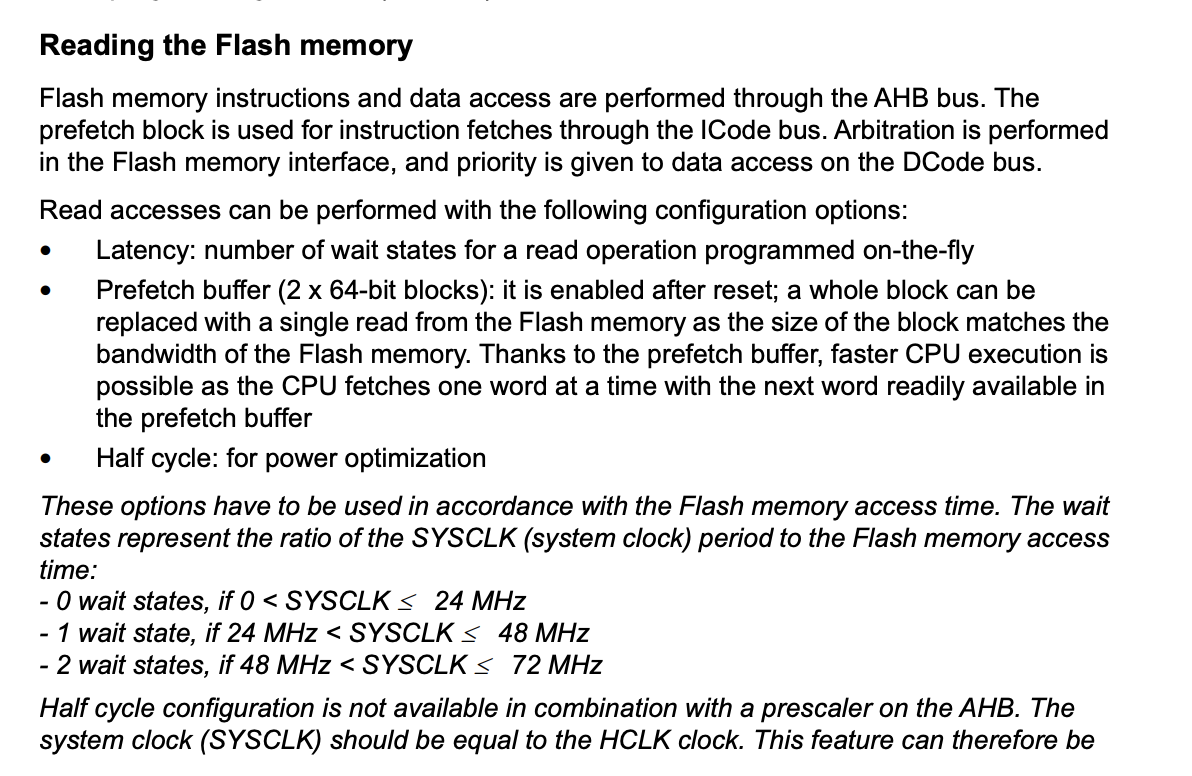 Reading the Flash memory
Flash memory instructions and data access are performed through the AHB bus. The
prefetch block is used for instruction fetches through the ICode bus. Arbitration is performed
in the Flash memory interface, and priority is given to data access on the DCode bus.
Read accesses can be performed with the following configuration options:
• Latency: number of wait states for a read operation programmed on-the-fly
• Prefetch buffer (2 x 64-bit blocks): it is enabled after reset; a whole block can be
replaced with a single read from the Flash memory as the size of the block matches the
bandwidth of the Flash memory. Thanks to the prefetch buffer, faster CPU execution is
possible as the CPU fetches one word at a time with the next word readily available in
the prefetch buffer
• Half cycle: for power optimization
These options have to be used in accordance with the Flash memory access time. The wait
states represent the ratio of the SYSCLK (system clock) period to the Flash memory access
time:
- 0 wait states, if 0 < SYSCLK ≤ 24 MHz
- 1 wait state, if 24 MHz < SYSCLK ≤ 48 MHz
- 2 wait states, if 48 MHz < SYSCLK ≤ 72 MHz
Half cycle configuration is not available in combination with a prescaler on the AHB. The
system clock (SYSCLK) should be equal to the HCLK clock. This feature can therefore be